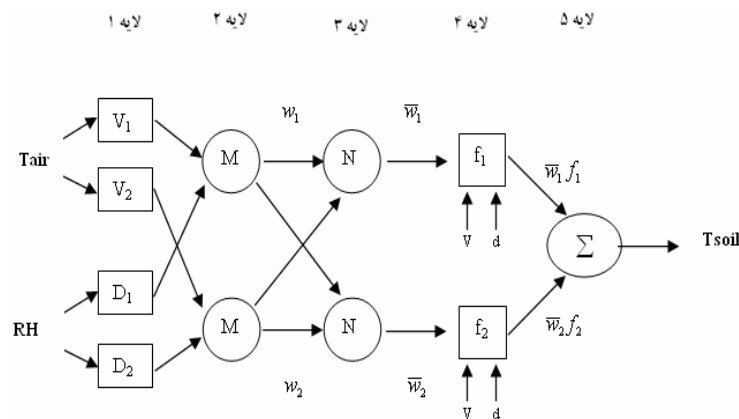 لایه ۱ لایه ۲ لایه ۳ لایه ۴ لایه ۵
w₁ w̅₁
V₁ M N f₁ w̅₁f₁
Tair
V₂ V d
Σ Tsoil
D₁
RH M N f₂ w̅₂f₂
D₂
w₂ w̅₂ V d